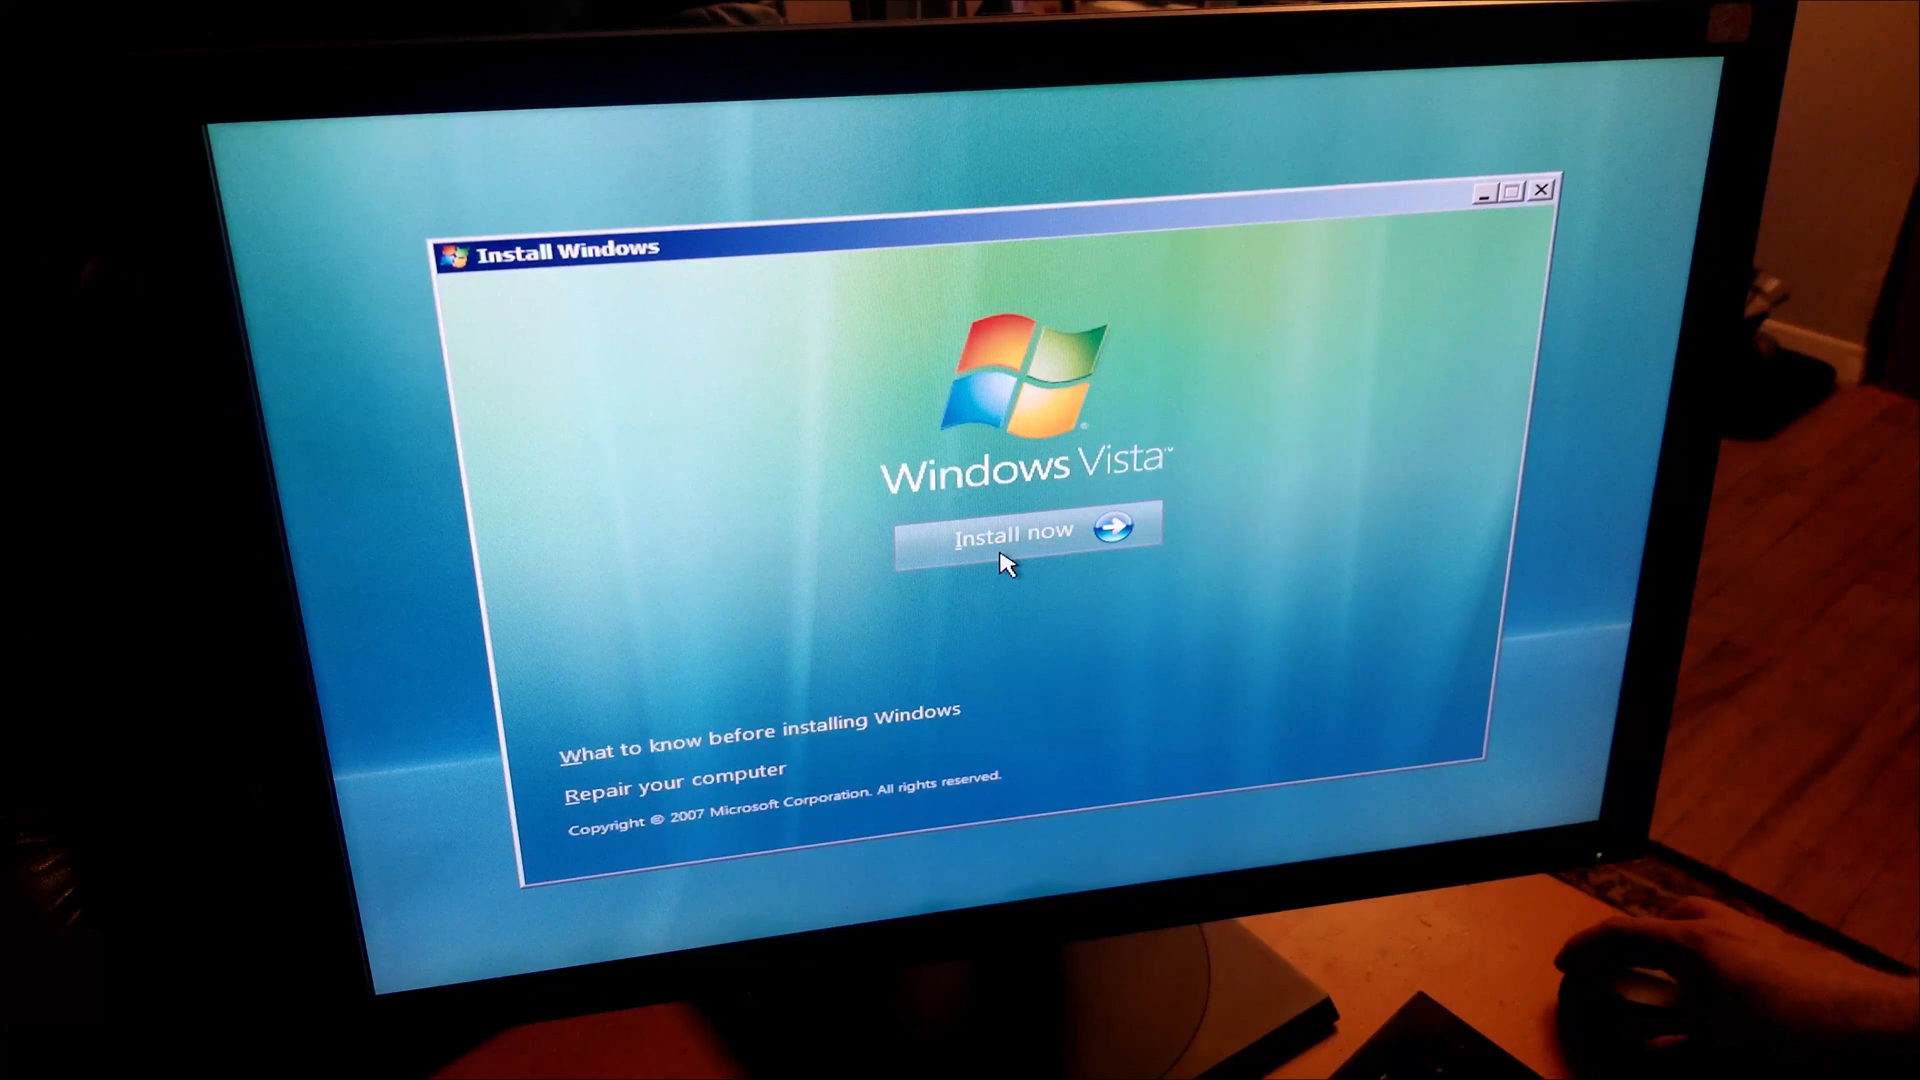 Install Windows
Windows Vista™
Install now
What to know before installing Windows
Repair your computer
Copyright © 2007 Microsoft Corporation. All rights reserved.